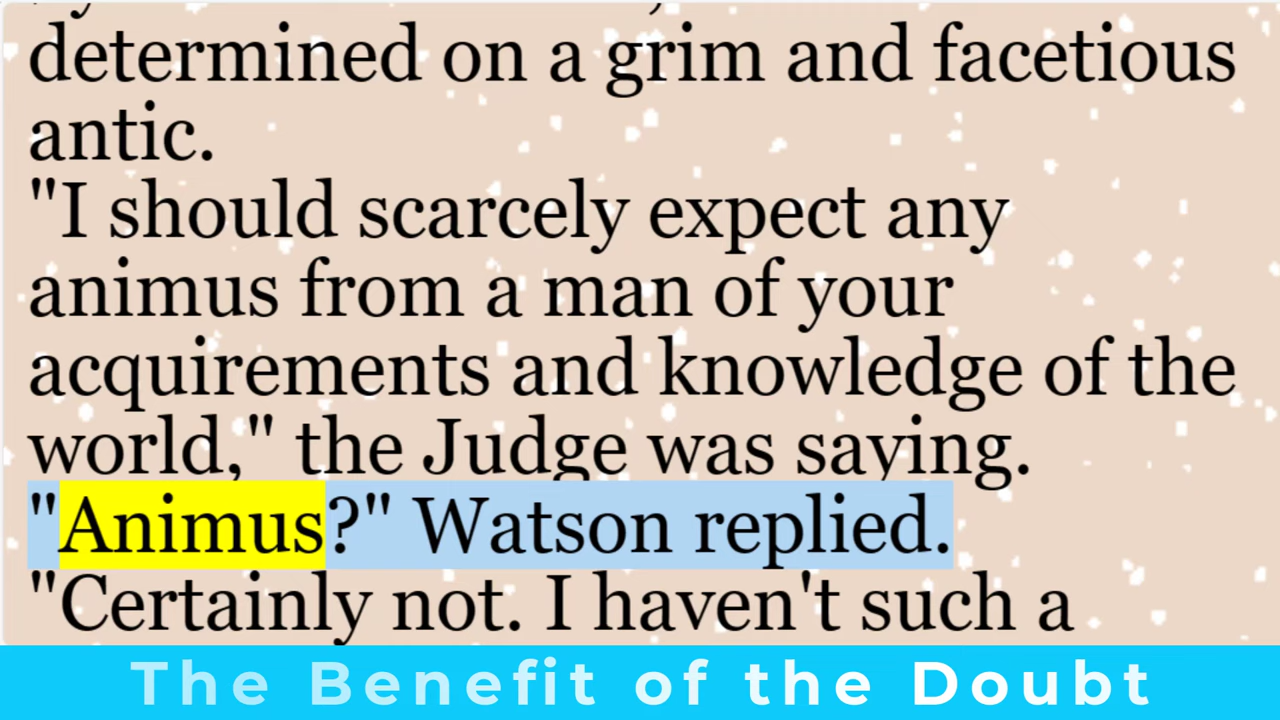 determined on a grim and facetious
antic.
"I should scarcely expect any
animus from a man of your
acquirements and knowledge of the
world," the Judge was saying.
"Animus?" Watson replied.
"Certainly not. I haven't such a
The Benefit of the Doubt